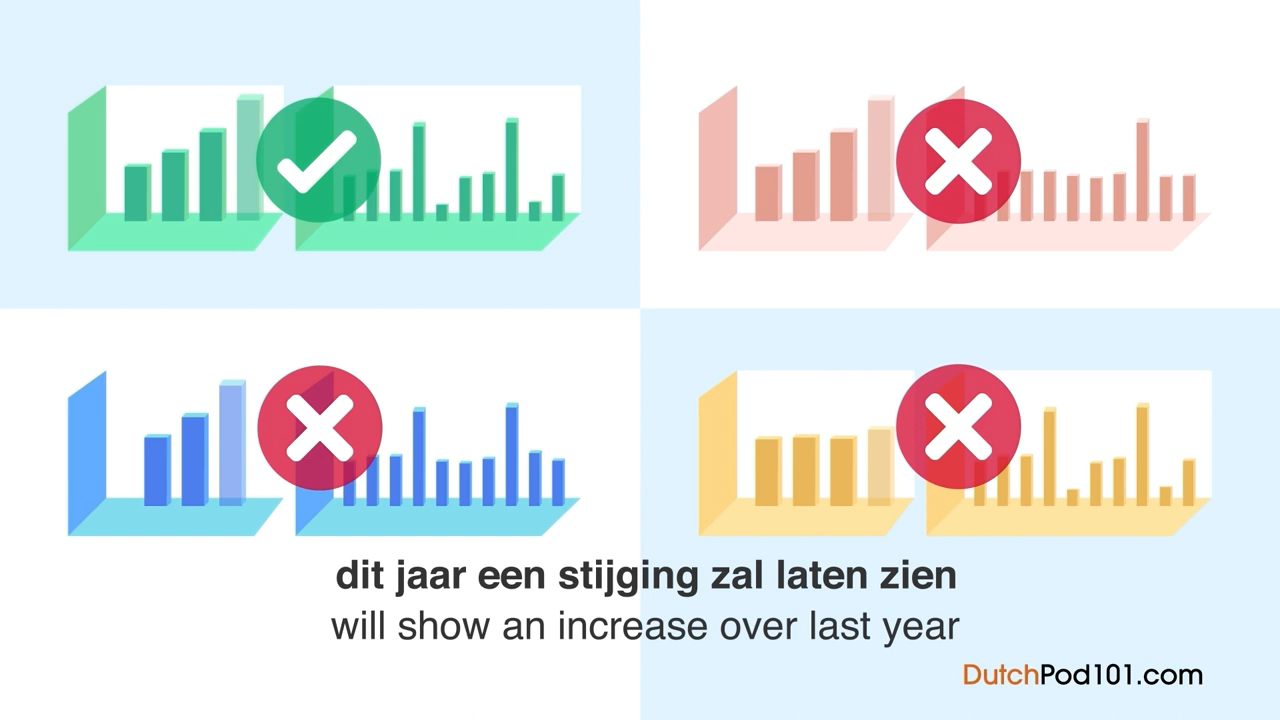 dit jaar een stijging zal laten zien
will show an increase over last year
DutchPod101.com